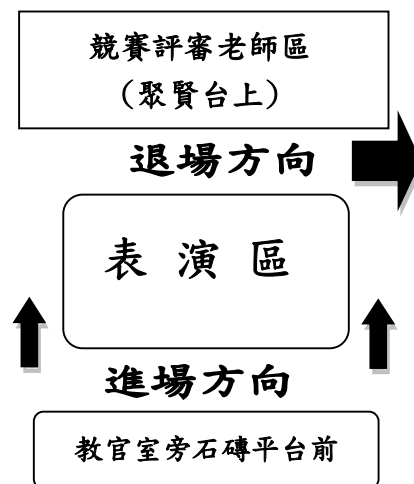 競賽評審老師區
（聚賢台上）
退場方向
表演區
進場方向
教官室旁石磚平台前